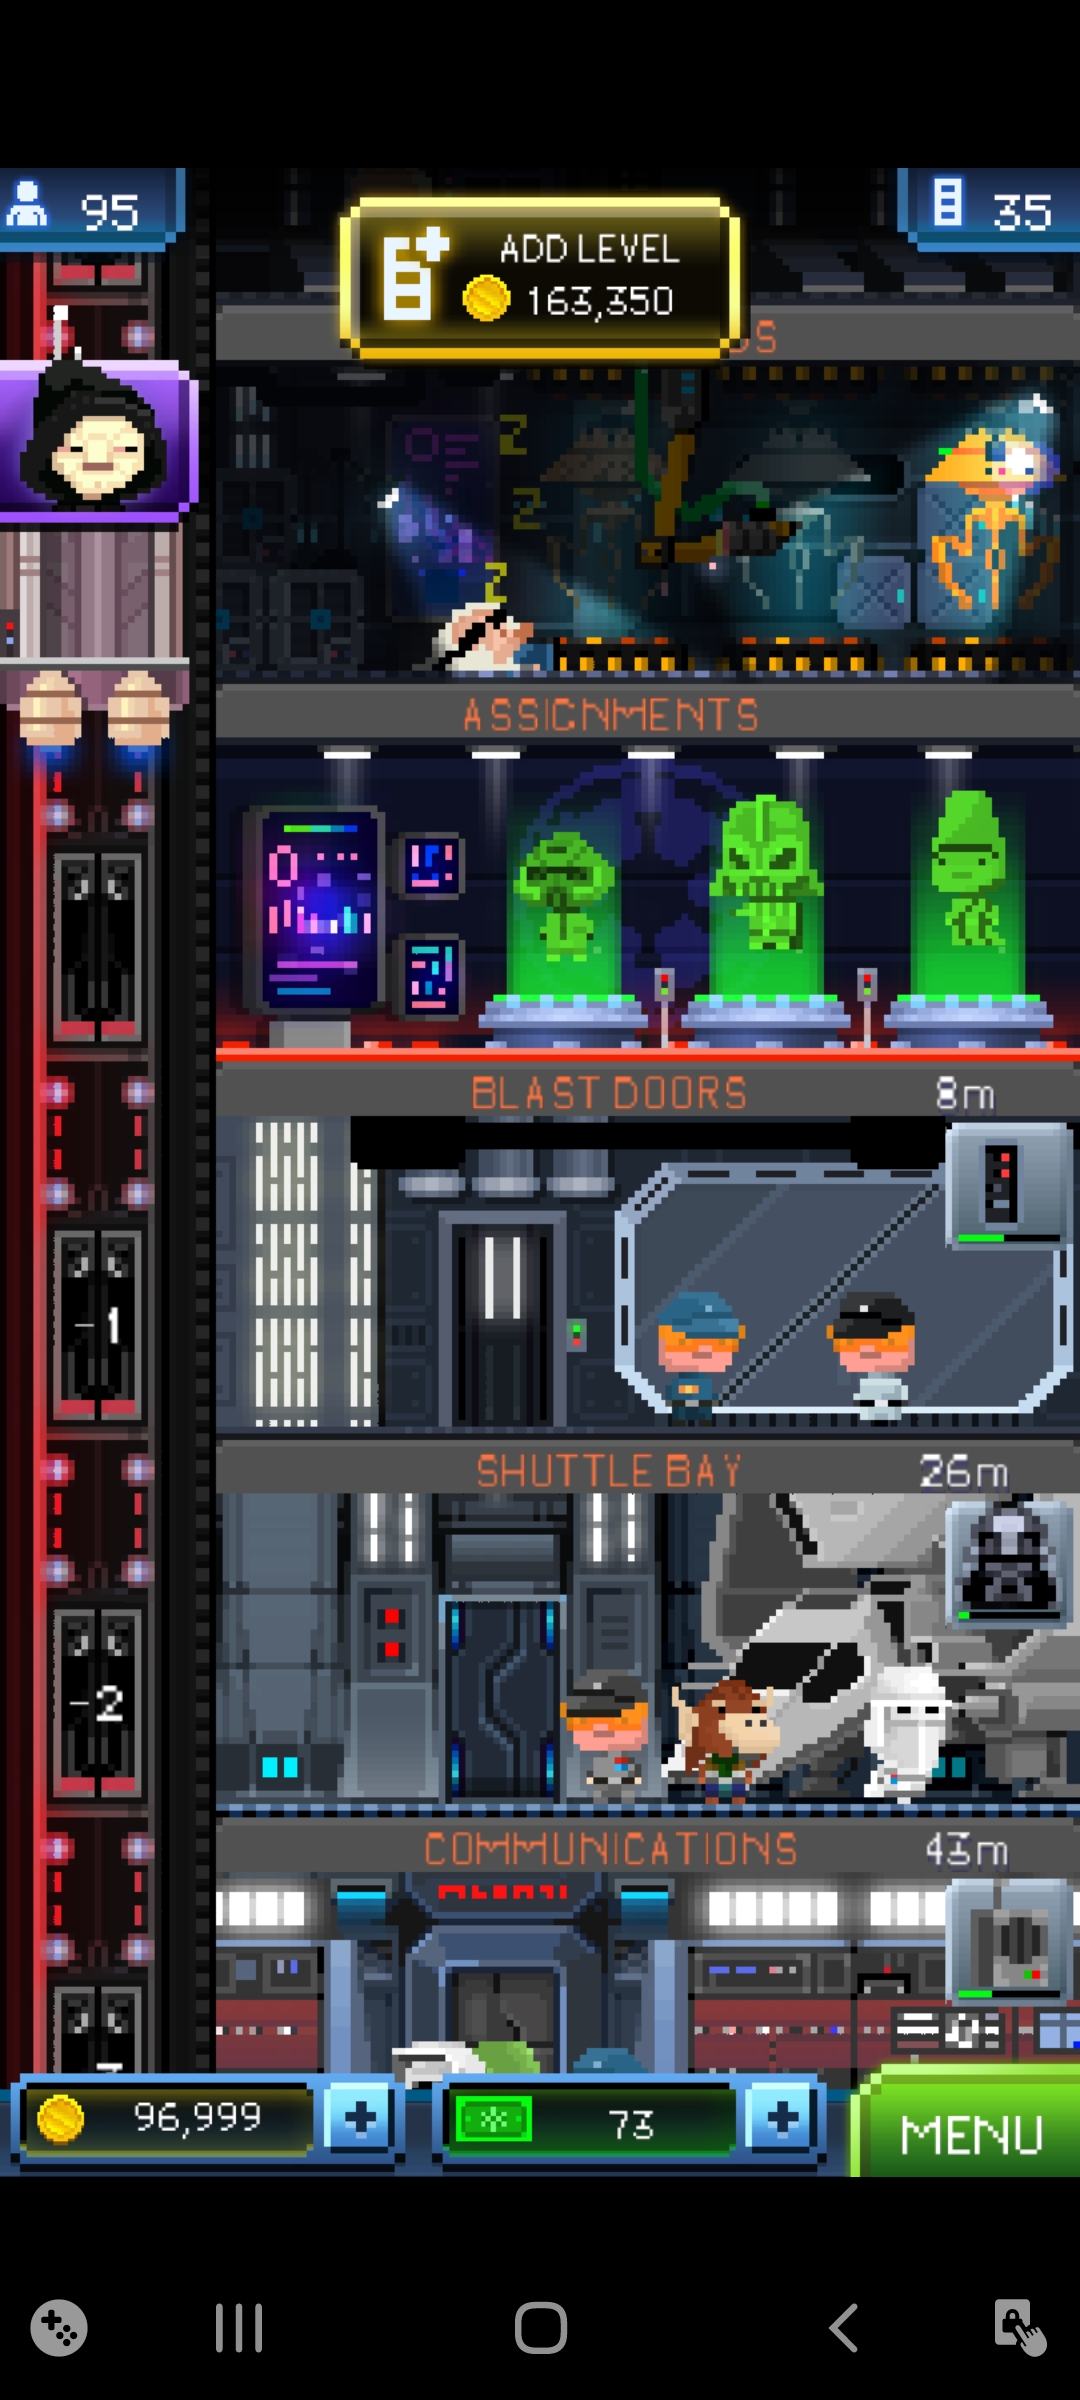 95
ADD LEVEL
163,350
35
ASSIGNMENTS
BLAST DOORS 8m
-1
SHUTTLE BAY 26m
-2
COMMUNICATIONS 43m
96,999
73
MENU